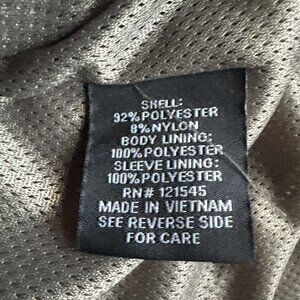 SHELL:
92% POLYESTER
8% NYLON
BODY LINING:
100% POLYESTER
SLEEVE LINING:
100% POLYESTER
RN# 121545
MADE IN VIETNAM
SEE REVERSE SIDE
FOR CARE